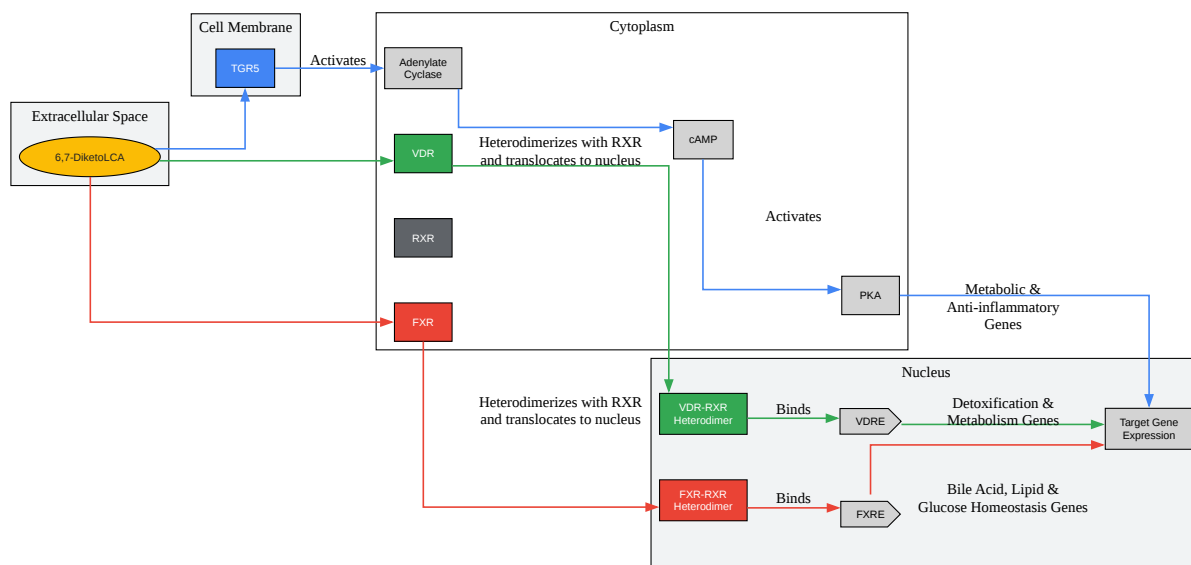 Cell Membrane
Cytoplasm
TGR5
Activates
Adenylate
Cyclase
Extracellular Space
6,7-DiketoLCA
VDR
Heterodimerizes with RXR
and translocates to nucleus
cAMP
RXR
Activates
FXR
PKA
Metabolic &
Anti-inflammatory
Genes
Nucleus
Heterodimerizes with RXR
and translocates to nucleus
VDR-RXR
Heterodimer
Binds
VDRE
Detoxification &
Metabolism Genes
Target Gene
Expression
FXR-RXR
Heterodimer
Binds
FXRE
Bile Acid, Lipid &
Glucose Homeostasis Genes